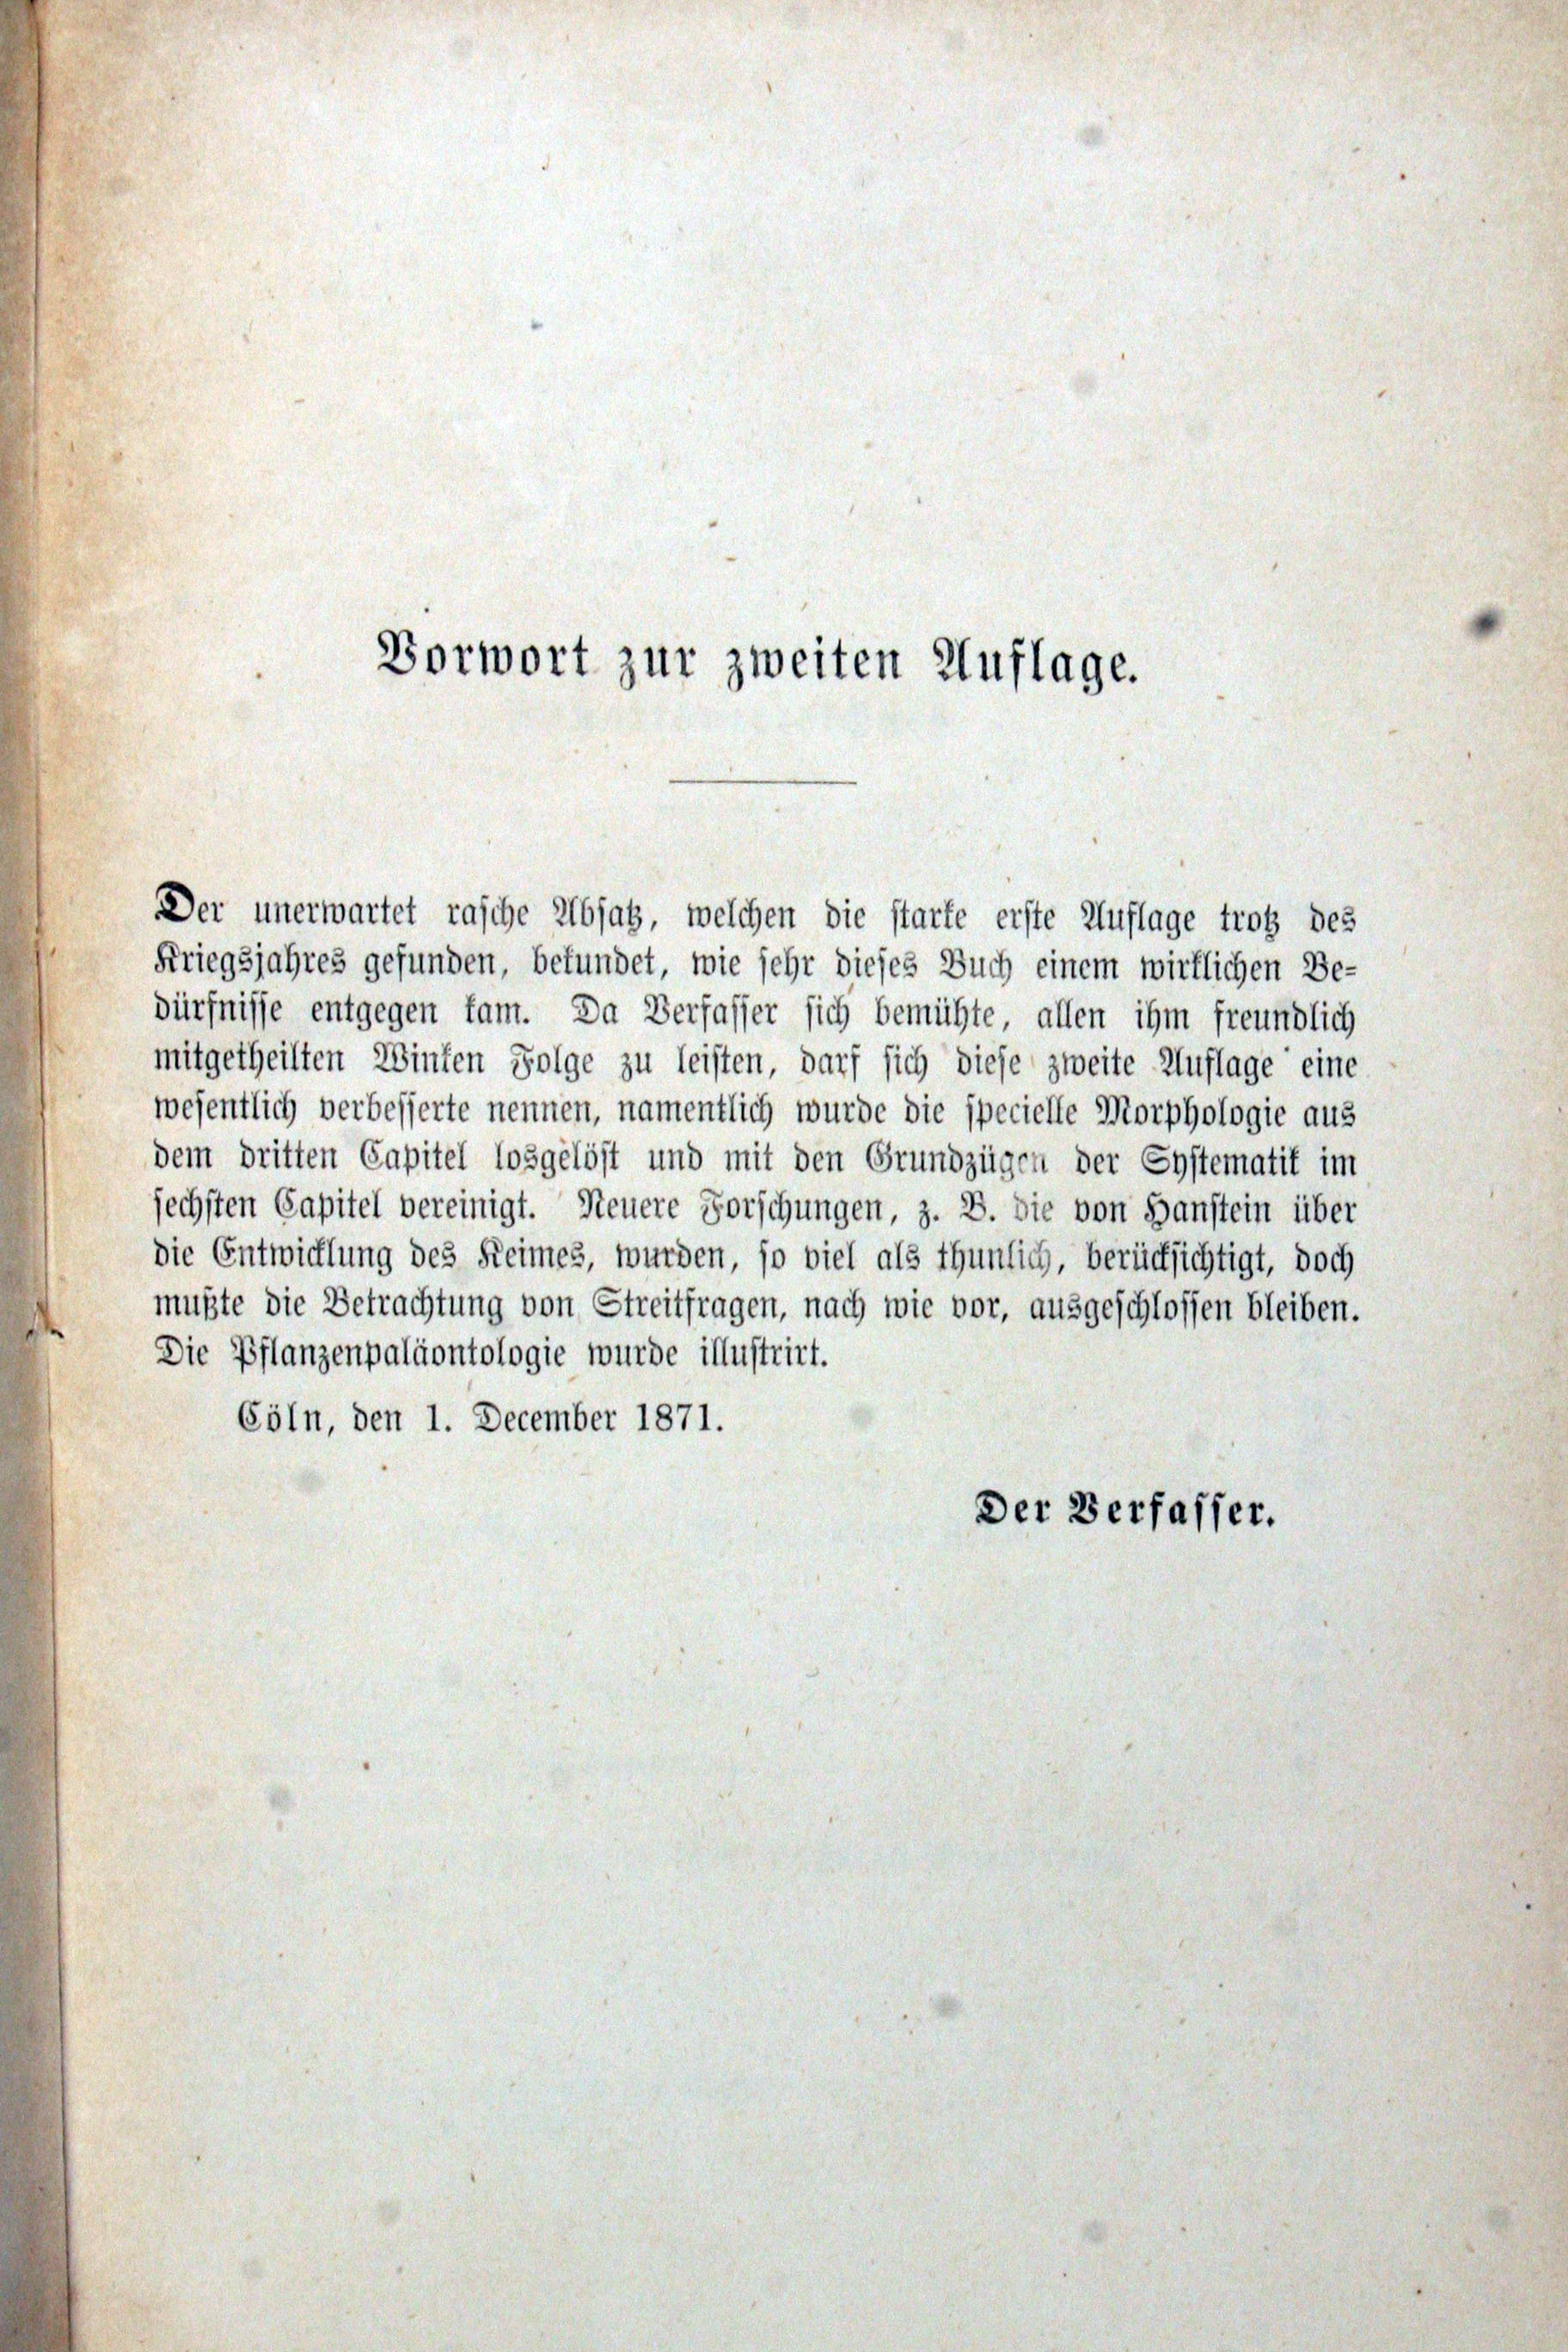 Vorwort zur zweiten Auflage.
Der unerwartet rasche Absatz, welchen die starke erste Auflage trotz des
Kriegsjahres gefunden, bekundet, wie sehr dieses Buch einem wirklichen Be-
dürfnisse entgegen kam. Da Verfasser sich bemühte, allen ihm freundlich
mitgetheilten Winken Folge zu leisten, darf sich diese zweite Auflage eine
wesentlich verbesserte nennen, namentlich wurde die specielle Morphologie aus
dem dritten Capitel losgelöst und mit den Grundzügen der Systematik im
sechsten Capitel vereinigt. Neuere Forschungen, z. B. die von Hanstein über
die Entwicklung des Keimes, wurden, so viel als thunlich, berücksichtigt, doch
mußte die Betrachtung von Streitfragen, nach wie vor, ausgeschlossen bleiben.
Die Pflanzenpaläontologie wurde illustrirt.
Cöln, den 1. December 1871.
Der Verfasser.